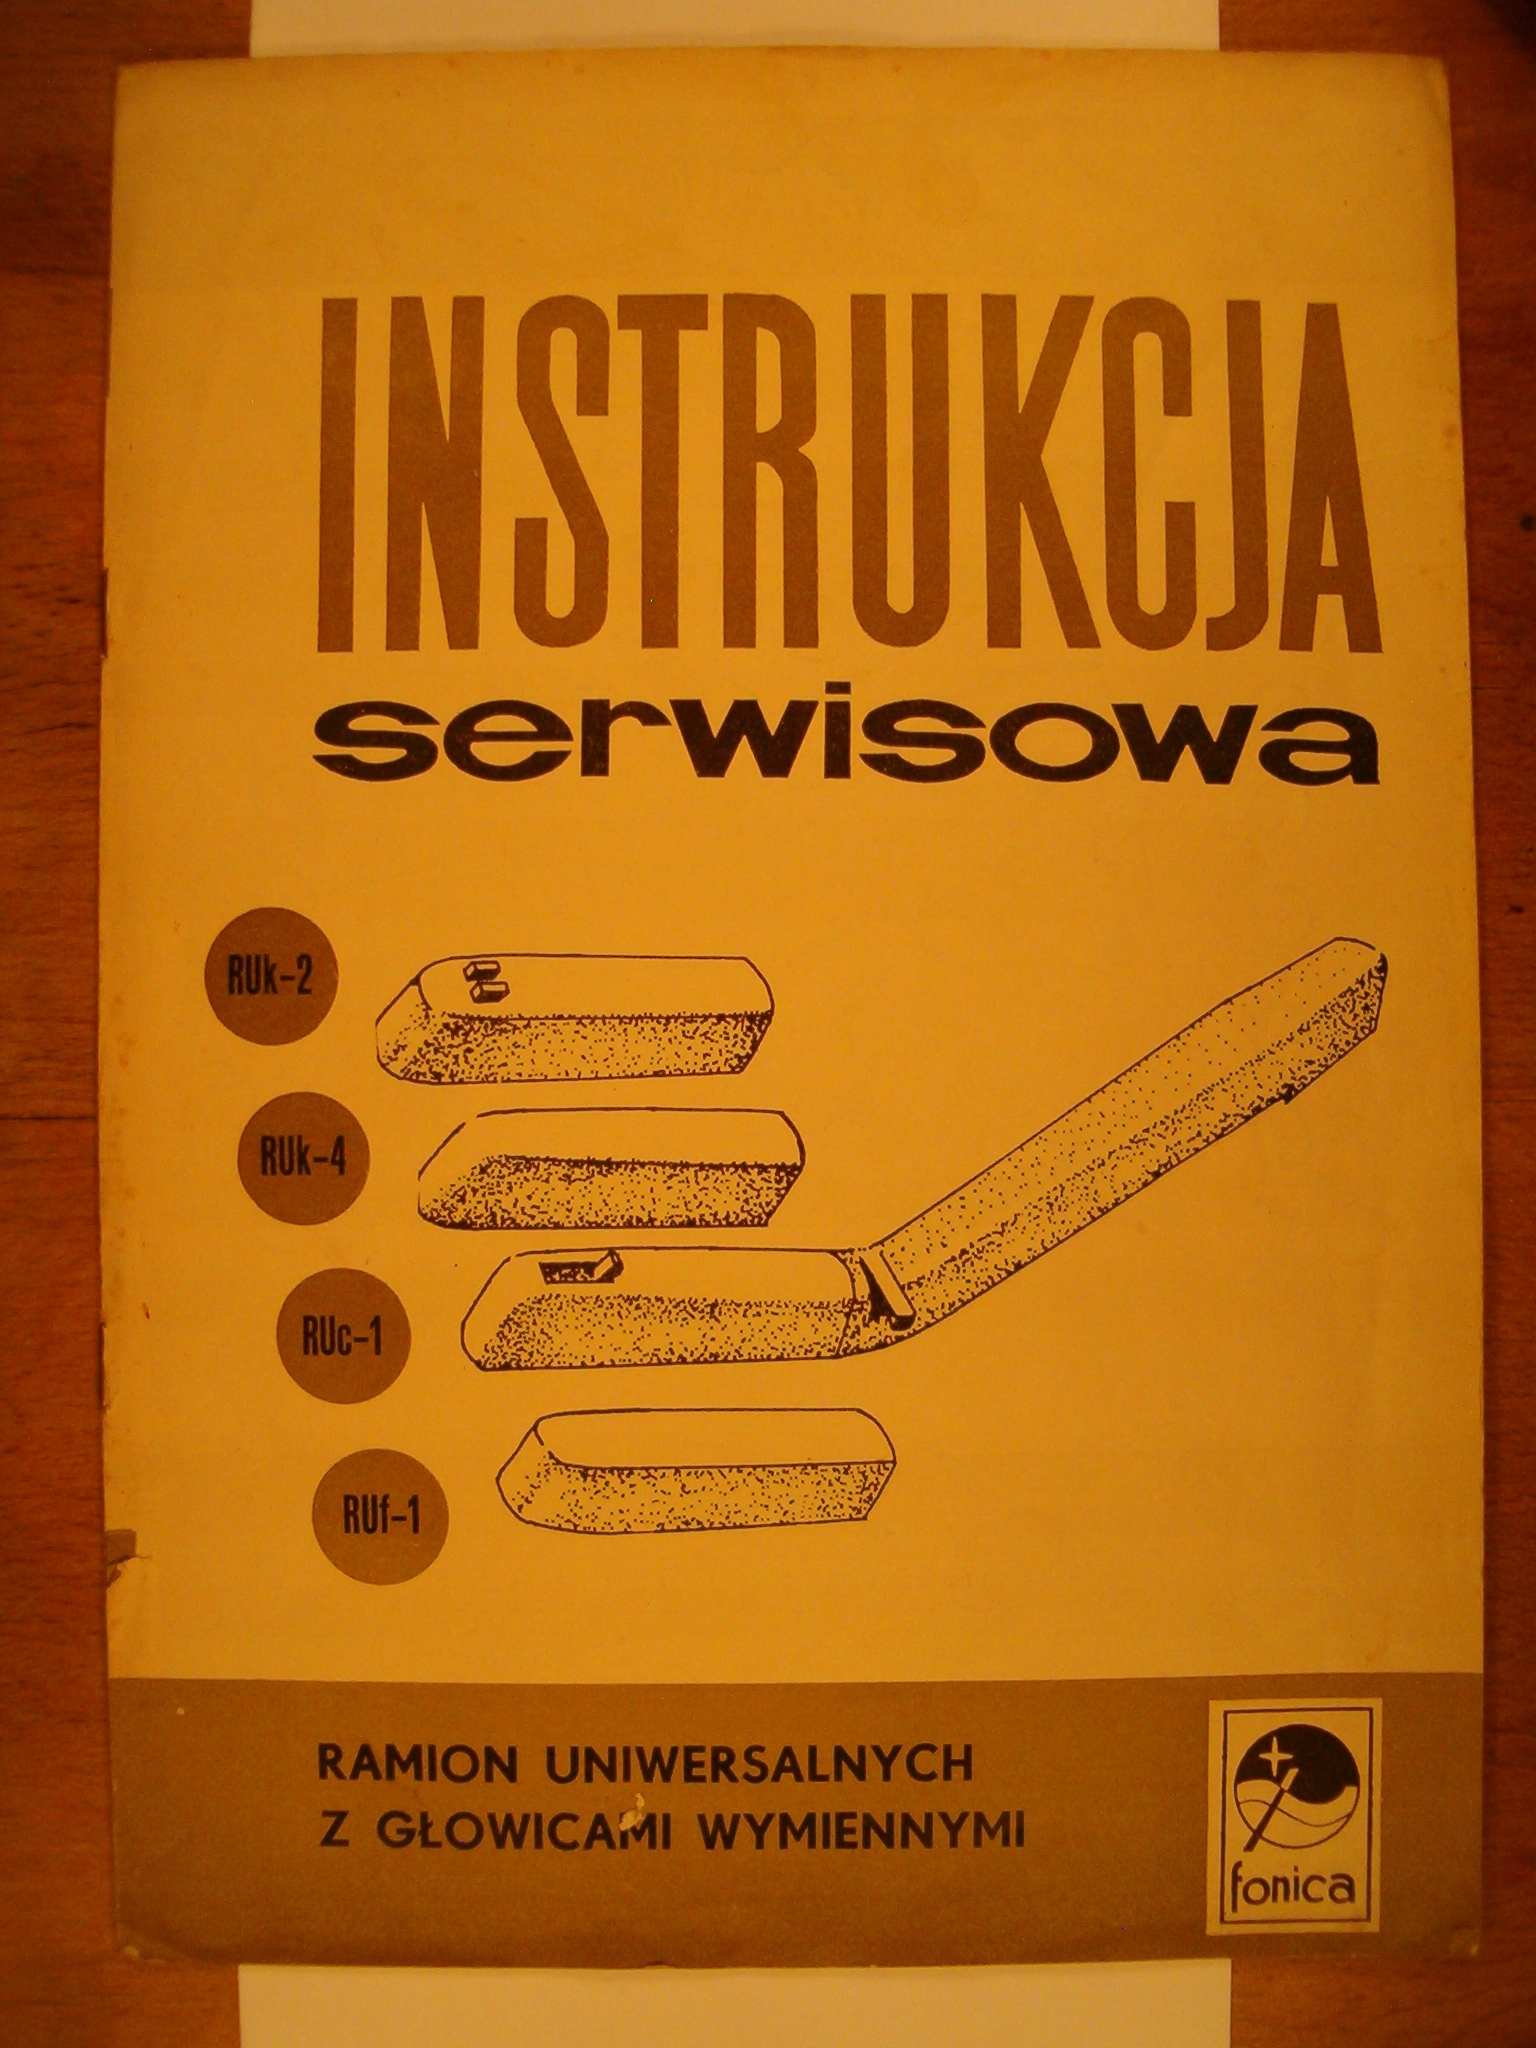 INSTRUKCJA
serwisowa
RUk-2
RUk-4
RUc-1
RUf-1
RAMION UNIWERSALNYCH
Z GŁOWICAMI WYMIENNYMI
fonica